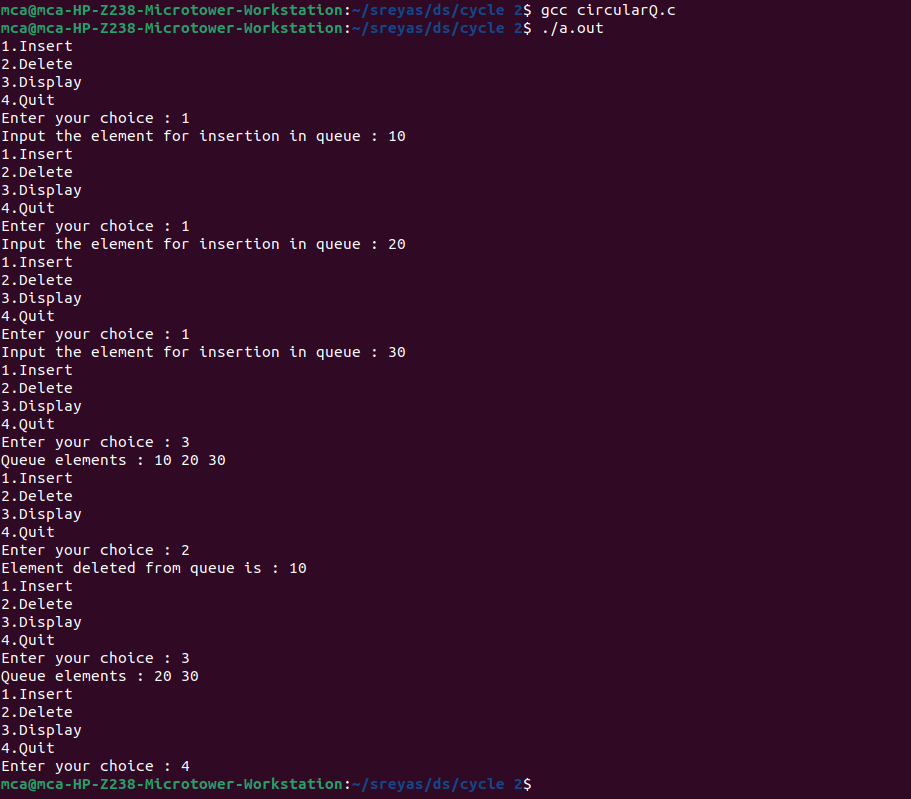 mca@mca-HP-Z238-Microtower-Workstation:~/sreyas/ds/cycle 2$ gcc circularQ.c
mca@mca-HP-Z238-Microtower-Workstation:~/sreyas/ds/cycle 2$ ./a.out
1.Insert
2.Delete
3.Display
4.Quit
Enter your choice : 1
Input the element for insertion in queue : 10
1.Insert
2.Delete
3.Display
4.Quit
Enter your choice : 1
Input the element for insertion in queue : 20
1.Insert
2.Delete
3.Display
4.Quit
Enter your choice : 1
Input the element for insertion in queue : 30
1.Insert
2.Delete
3.Display
4.Quit
Enter your choice : 3
Queue elements : 10 20 30
1.Insert
2.Delete
3.Display
4.Quit
Enter your choice : 2
Element deleted from queue is : 10
1.Insert
2.Delete
3.Display
4.Quit
Enter your choice : 3
Queue elements : 20 30
1.Insert
2.Delete
3.Display
4.Quit
Enter your choice : 4
mca@mca-HP-Z238-Microtower-Workstation:~/sreyas/ds/cycle 2$